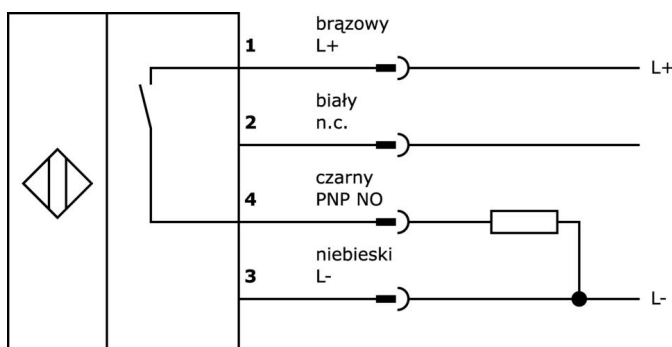 brązowy
1 L+
L+
biały
2 n.c.
czarny
4 PNP NO
niebieski
3 L-
L-